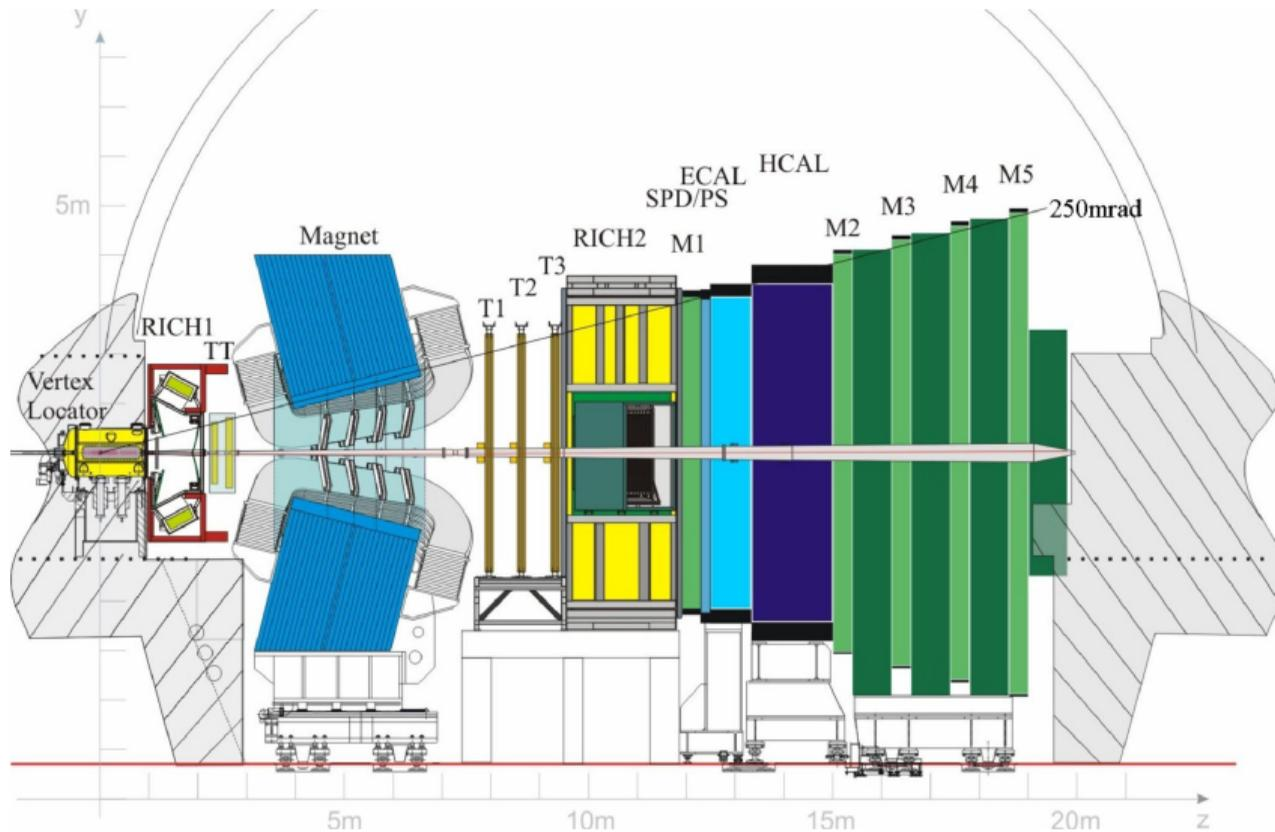 y
5m
Magnet
RICH1
TT
Vertex
Locator
T1
T2
T3
RICH2
M1
SPD/PS
ECAL
HCAL
M2
M3
M4
M5
250mrad
5m
10m
15m
20m
z